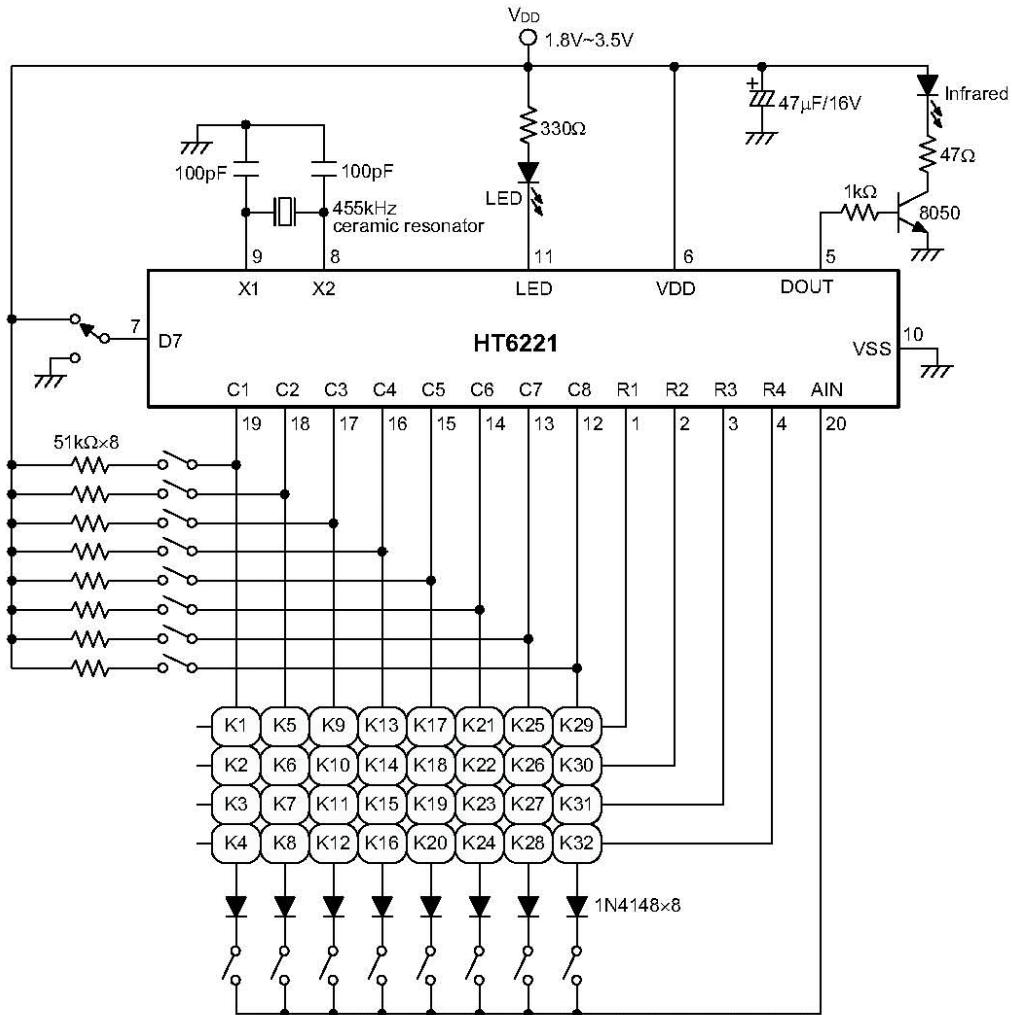 VDD
1.8V~3.5V
47µF/16V
Infrared
330Ω
47Ω
100pF
100pF
LED
1kΩ
8050
455kHz
ceramic resonator
9
8
11
6
5
X1
X2
LED
VDD
DOUT
7
D7
HT6221
VSS
10
C1
C2
C3
C4
C5
C6
C7
C8
R1
R2
R3
R4
AIN
19
18
17
16
15
14
13
12
1
2
3
4
20
51kΩ×8
K1
K5
K9
K13
K17
K21
K25
K29
K2
K6
K10
K14
K18
K22
K26
K30
K3
K7
K11
K15
K19
K23
K27
K31
K4
K8
K12
K16
K20
K24
K28
K32
1N4148×8